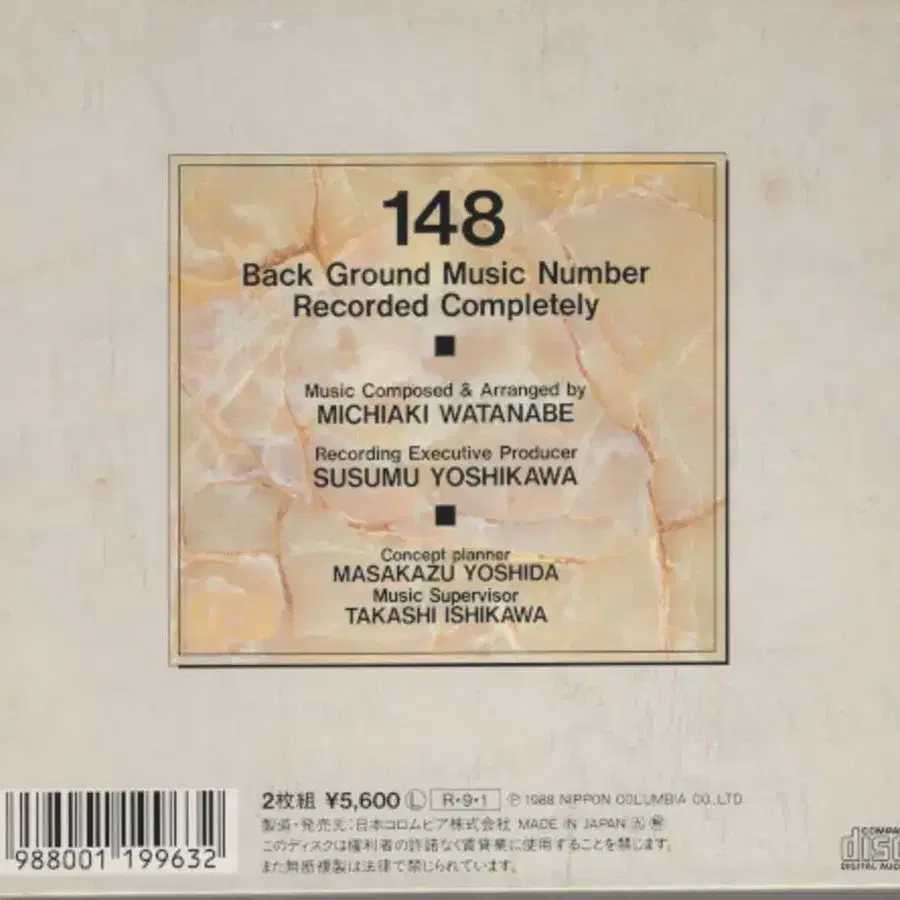 148
Back Ground Music Number
Recorded Completely
Music Composed & Arranged by
MICHIAKI WATANABE
Recording Executive Producer
SUSUMU YOSHIKAWA
Concept planner
MASAKAZU YOSHIDA
Music Supervisor
TAKASHI ISHIKAWA
2枚組 ¥5,600 Ⓛ R・9・1 Ⓟ 1988 NIPPON COLUMBIA CO.,LTD.
製造・発売元:日本コロムビア株式会社 MADE IN JAPAN
このディスクは権利者の許諾なく賃貸業に使用することを禁じます。
また無断複製は法律で禁じられています。
988001 199632
COMPA
disc
DIGITAL AUDIO